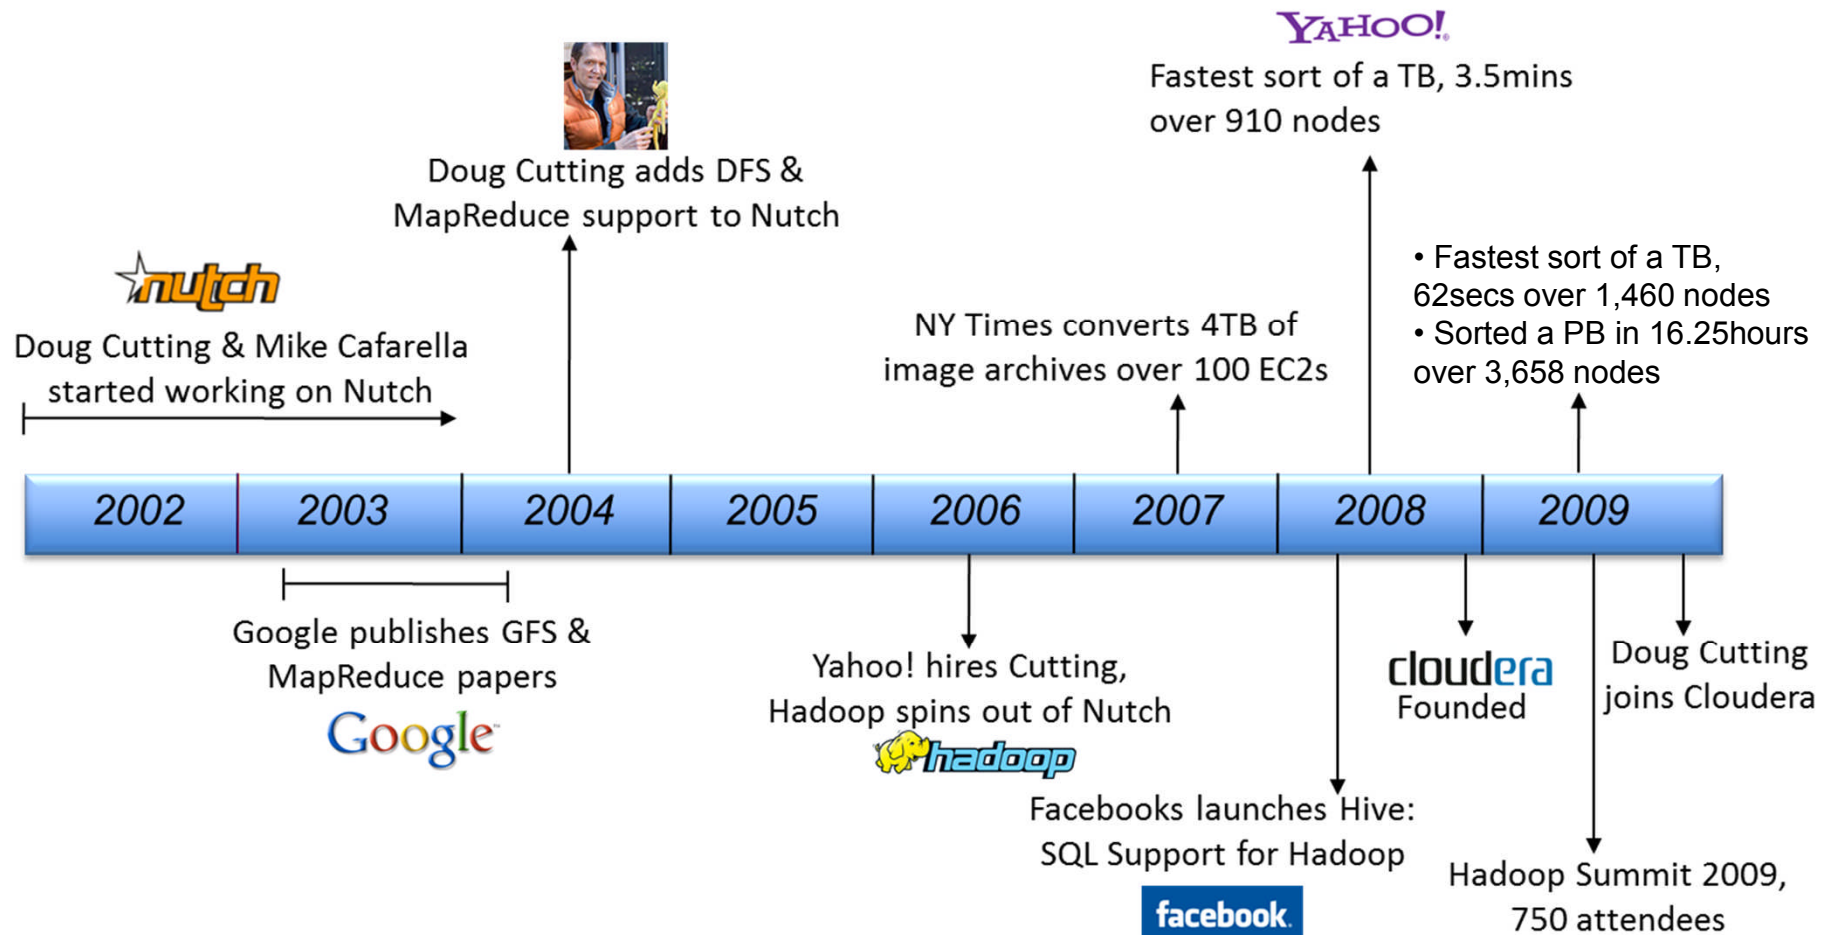 YAHOO!
Fastest sort of a TB, 3.5mins
over 910 nodes
Doug Cutting adds DFS &
MapReduce support to Nutch
nutch
Doug Cutting & Mike Cafarella
started working on Nutch
NY Times converts 4TB of
image archives over 100 EC2s
• Fastest sort of a TB,
62secs over 1,460 nodes
• Sorted a PB in 16.25hours
over 3,658 nodes
2002 2003 2004 2005 2006 2007 2008 2009
Google publishes GFS &
MapReduce papers
Google™
Yahoo! hires Cutting,
Hadoop spins out of Nutch
hadoop
Facebooks launches Hive:
SQL Support for Hadoop
facebook.
cloudera
Founded
Doug Cutting
joins Cloudera
Hadoop Summit 2009,
750 attendees